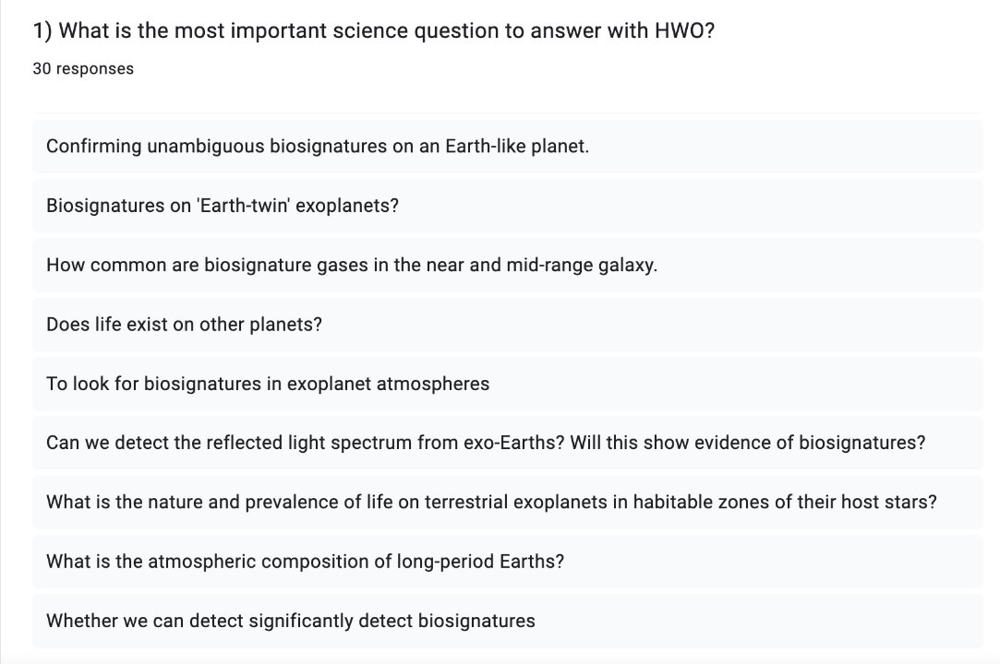 1) What is the most important science question to answer with HWO?
30 responses
Confirming unambiguous biosignatures on an Earth-like planet.
Biosignatures on 'Earth-twin' exoplanets?
How common are biosignature gases in the near and mid-range galaxy.
Does life exist on other planets?
To look for biosignatures in exoplanet atmospheres
Can we detect the reflected light spectrum from exo-Earths? Will this show evidence of biosignatures?
What is the nature and prevalence of life on terrestrial exoplanets in habitable zones of their host stars?
What is the atmospheric composition of long-period Earths?
Whether we can detect significantly detect biosignatures